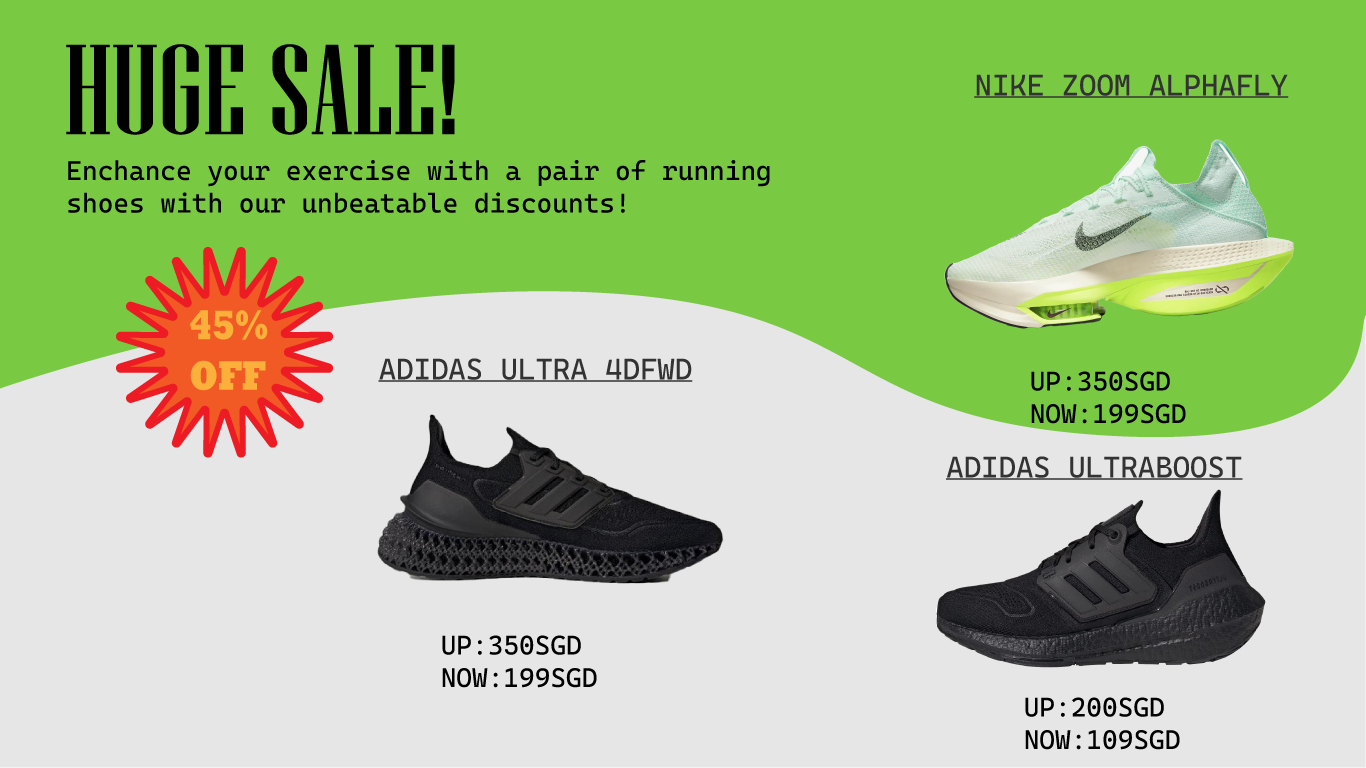 HUGE SALE!
Enchance your exercise with a pair of running
shoes with our unbeatable discounts!
45%
OFF
NIKE ZOOM ALPHAFLY
UP:350SGD
NOW:199SGD
ADIDAS ULTRA 4DFWD
UP:350SGD
NOW:199SGD
ADIDAS ULTRABOOST
UP:200SGD
NOW:109SGD